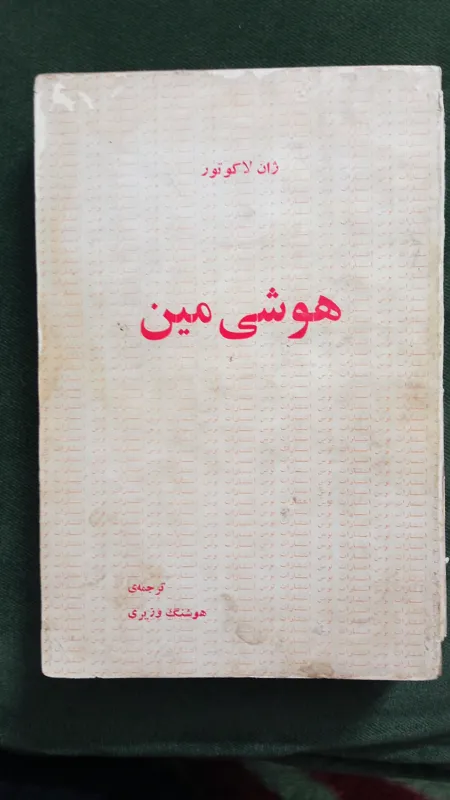 ژان لاکوتور
هوشی مین
ترجمه‌ی
هوشنگ وزیری